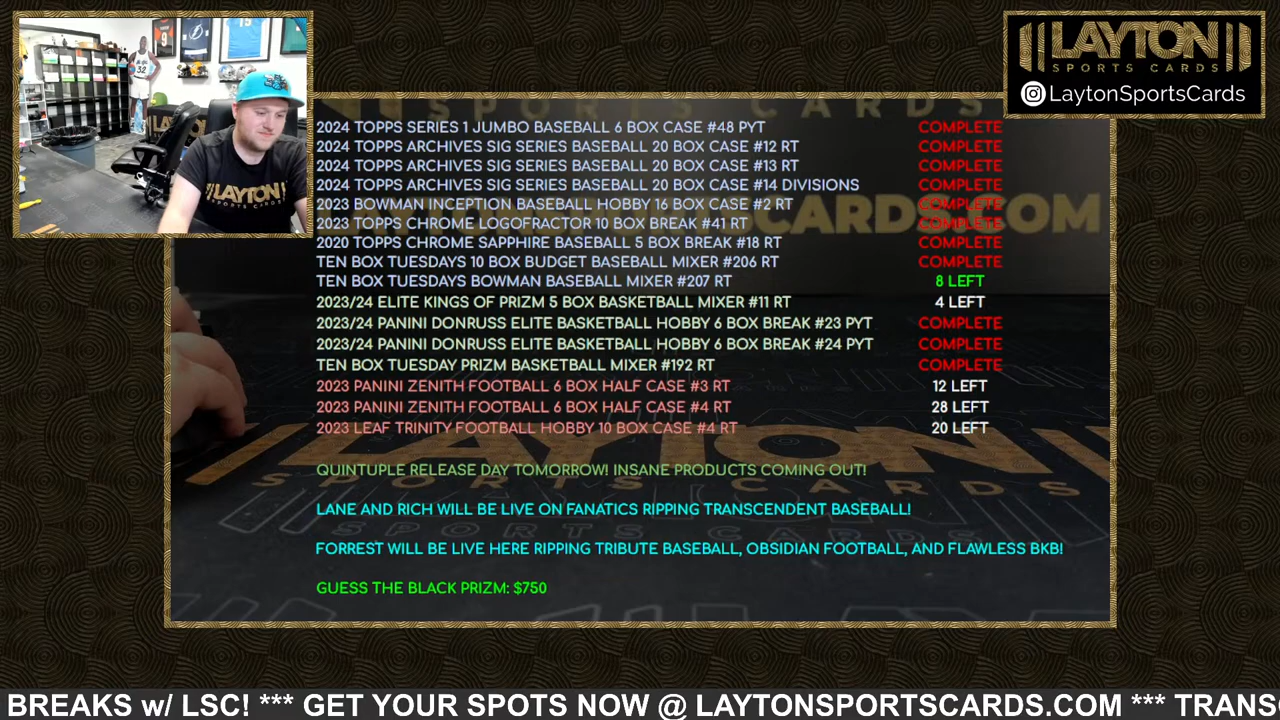 LAYTON
SPORTS CARDS
LaytonSportsCards
2024 TOPPS SERIES 1 JUMBO BASEBALL 6 BOX CASE #48 PYT COMPLETE
2024 TOPPS ARCHIVES SIG SERIES BASEBALL 20 BOX CASE #12 RT COMPLETE
2024 TOPPS ARCHIVES SIG SERIES BASEBALL 20 BOX CASE #13 RT COMPLETE
2024 TOPPS ARCHIVES SIG SERIES BASEBALL 20 BOX CASE #14 DIVISIONS COMPLETE
2023 BOWMAN INCEPTION BASEBALL HOBBY 16 BOX CASE #2 RT COMPLETE
2023 TOPPS CHROME LOGOFRACTOR 10 BOX BREAK #41 RT COMPLETE
2020 TOPPS CHROME SAPPHIRE BASEBALL 5 BOX BREAK #18 RT COMPLETE
TEN BOX TUESDAYS 10 BOX BUDGET BASEBALL MIXER #206 RT COMPLETE
TEN BOX TUESDAYS BOWMAN BASEBALL MIXER #207 RT 8 LEFT
2023/24 ELITE KINGS OF PRIZM 5 BOX BASKETBALL MIXER #11 RT 4 LEFT
2023/24 PANINI DONRUSS ELITE BASKETBALL HOBBY 6 BOX BREAK #23 PYT COMPLETE
2023/24 PANINI DONRUSS ELITE BASKETBALL HOBBY 6 BOX BREAK #24 PYT COMPLETE
TEN BOX TUESDAY PRIZM BASKETBALL MIXER #192 RT COMPLETE
2023 PANINI ZENITH FOOTBALL 6 BOX HALF CASE #3 RT 12 LEFT
2023 PANINI ZENITH FOOTBALL 6 BOX HALF CASE #4 RT 28 LEFT
2023 LEAF TRINITY FOOTBALL HOBBY 10 BOX CASE #4 RT 20 LEFT
QUINTUPLE RELEASE DAY TOMORROW! INSANE PRODUCTS COMING OUT!
LANE AND RICH WILL BE LIVE ON FANATICS RIPPING TRANSCENDENT BASEBALL!
FORREST WILL BE LIVE HERE RIPPING TRIBUTE BASEBALL, OBSIDIAN FOOTBALL, AND FLAWLESS BKB!
GUESS THE BLACK PRIZM: $750
BREAKS w/ LSC! *** GET YOUR SPOTS NOW @ LAYTONSPORTSCARDS.COM *** TRANS